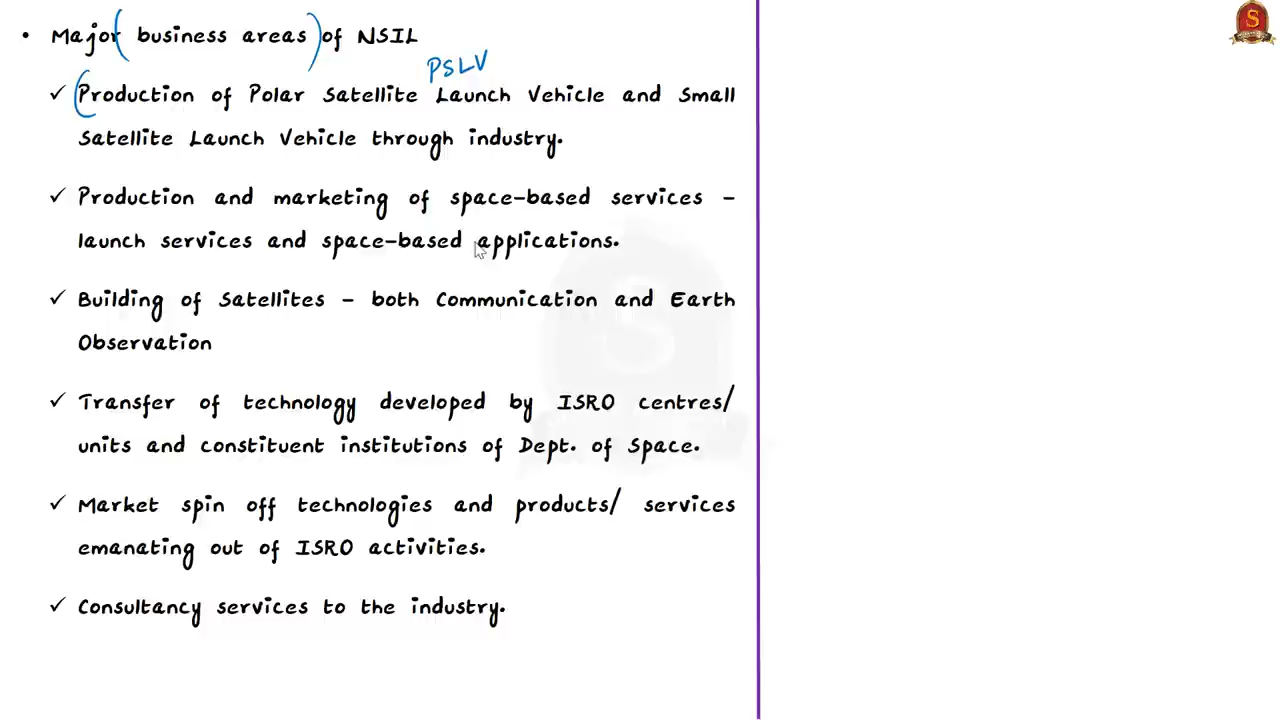 • Major (business areas) of NSIL
PSLV
✓ (Production of Polar Satellite Launch Vehicle and Small
Satellite Launch Vehicle through industry.
✓ Production and marketing of space-based services –
launch services and space-based applications.
✓ Building of Satellites – both Communication and Earth
Observation
✓ Transfer of technology developed by ISRO centres/
units and constituent institutions of Dept. of Space.
✓ Market spin off technologies and products/ services
emanating out of ISRO activities.
✓ Consultancy services to the industry.
S